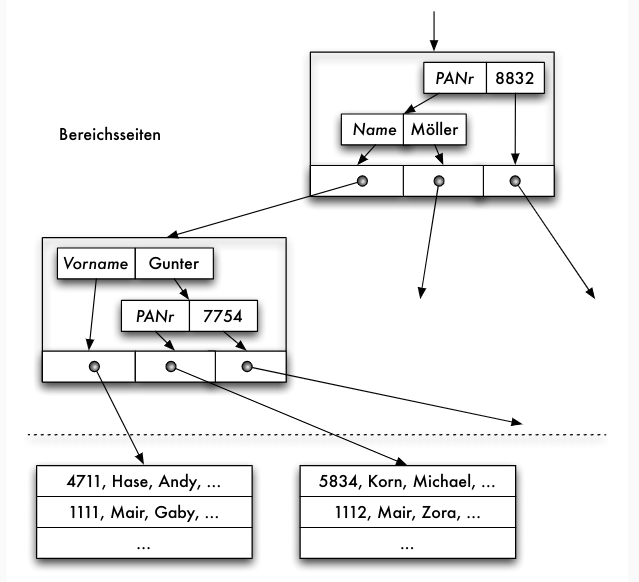 PANr 8832
Name Möller
Bereichsseiten
Vorname Gunter
PANr 7754
4711, Hase, Andy, ...
1111, Mair, Gaby, ...
...
5834, Korn, Michael, ...
1112, Mair, Zora, ...
...